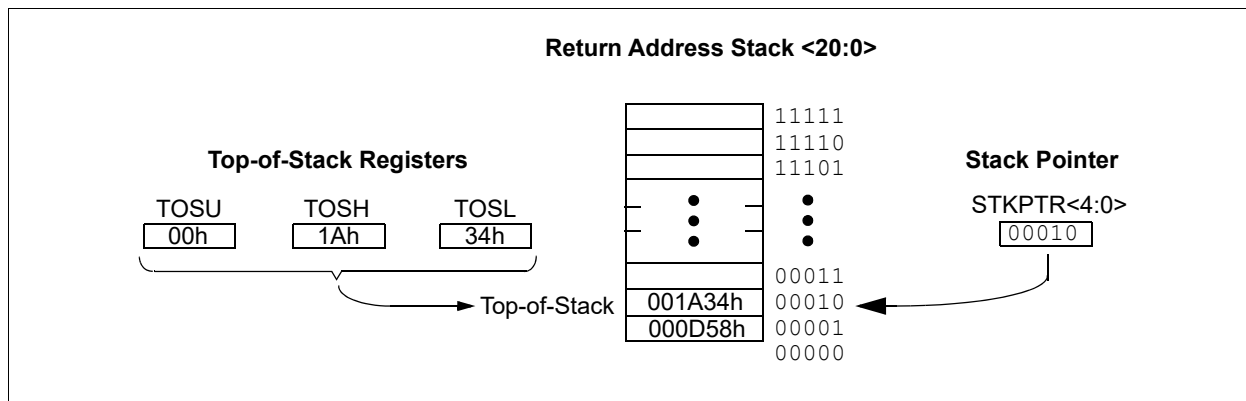 Return Address Stack <20:0>
11111
11110
Top-of-Stack Registers
11101
Stack Pointer
TOSU TOSH TOSL
STKPTR<4:0>
00h 1Ah 34h
00010
00011
Top-of-Stack 001A34h 00010
000D58h 00001
00000